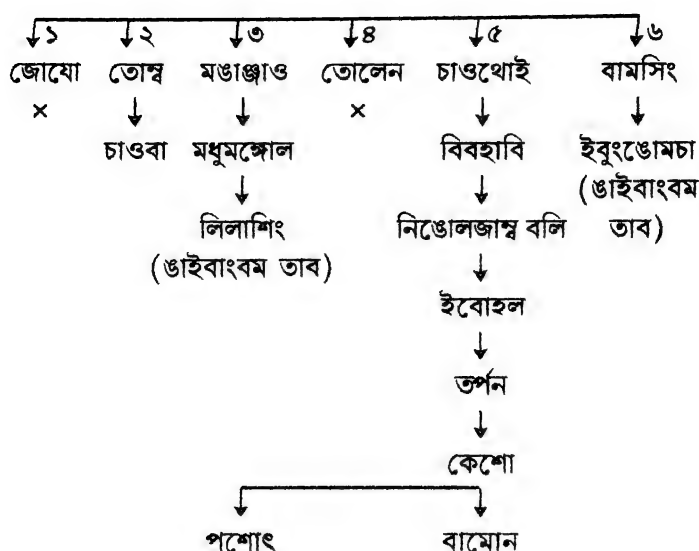 ১ ২ ৩ ৪ ৫ ৬
জোযো তোম্ব মঙাঞ্জাও তোলেন চাওথোই বামসিং
× ×
চাওবা মধুমঙ্গোল বিবহাবি ইবুংঙোমচা
(ঙাইবাংবম
লিলাশিং নিঙোলজাম্ব বলি তাব)
(ঙাইবাংবম তাব)
ইবোহল
তর্পন
কেশো
পশোৎ বামোন